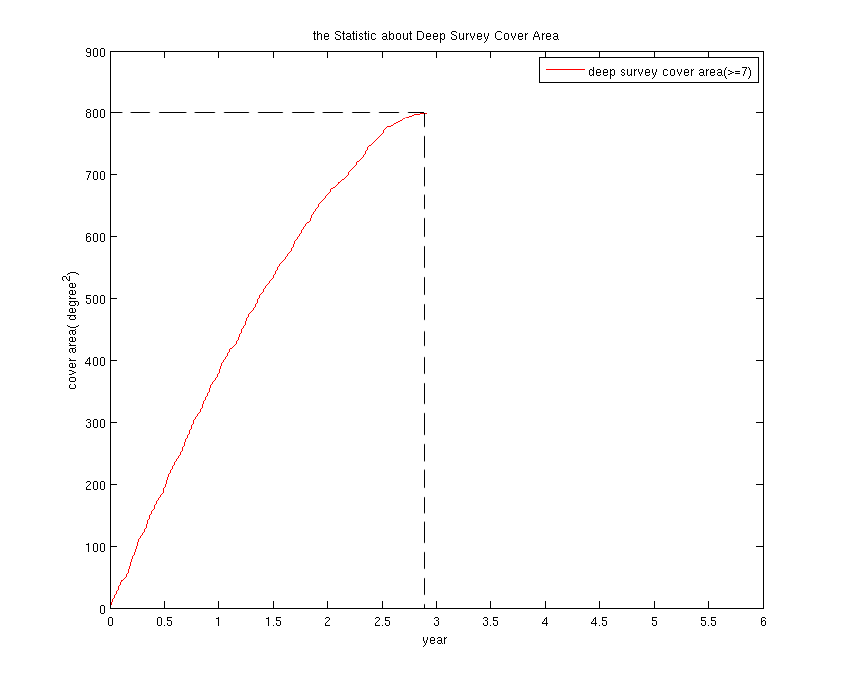 the Statistic about Deep Survey Cover Area
900
deep survey cover area(>=7)
800
700
600
500
400
300
200
100
0
cover area( degree²)
0 0.5 1 1.5 2 2.5 3 3.5 4 4.5 5 5.5 6
year